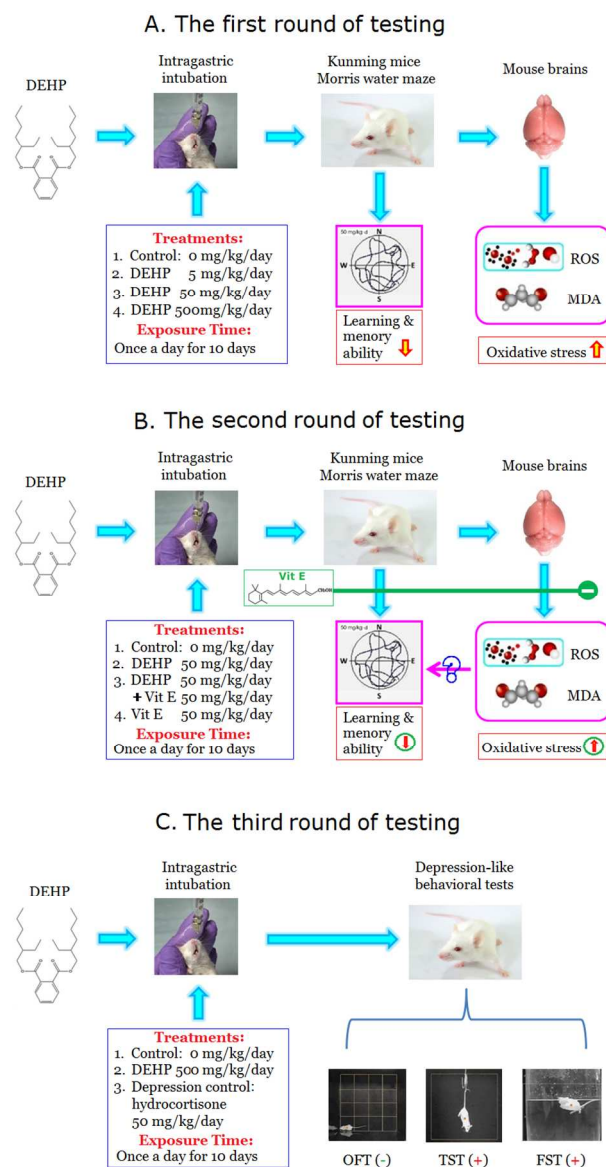 A. The first round of testing
DEHP
Intragastric
intubation
Kunming mice
Morris water maze
Mouse brains
Treatments:
1. Control: 0 mg/kg/day
2. DEHP 5 mg/kg/day
3. DEHP 50 mg/kg/day
4. DEHP 500mg/kg/day
Exposure Time:
Once a day for 10 days
50 mg/kg·d
N
W
E
S
Learning &
menory
ability
ROS
MDA
Oxidative stress
B. The second round of testing
DEHP
Intragastric
intubation
Kunming mice
Morris water maze
Mouse brains
Vit E
CH₂OH
Treatments:
1. Control: 0 mg/kg/day
2. DEHP 50 mg/kg/day
3. DEHP 50 mg/kg/day
+ Vit E 50 mg/kg/day
4. Vit E 50 mg/kg/day
Exposure Time:
Once a day for 10 days
50 mg/kg·d
N
W
E
S
?
Learning &
menory
ability
ROS
MDA
Oxidative stress
C. The third round of testing
DEHP
Intragastric
intubation
Depression-like
behavioral tests
Treatments:
1. Control: 0 mg/kg/day
2. DEHP 500 mg/kg/day
3. Depression control:
hydrocortisone
50 mg/kg/day
Exposure Time:
Once a day for 10 days
OFT (-)
TST (+)
FST (+)